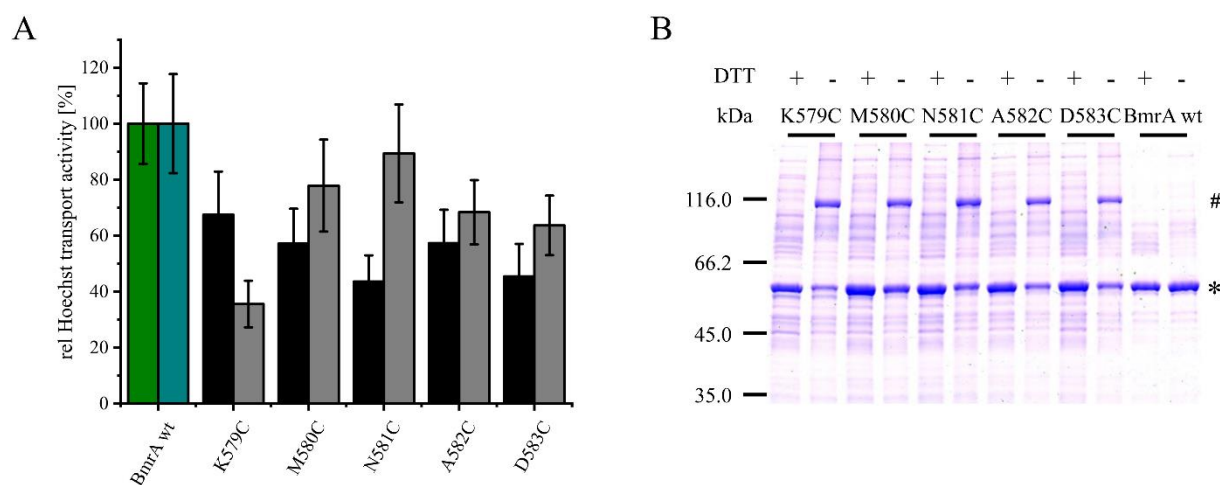 A
rel Hoechst transport activity [%]
120
100
80
60
40
20
0
BmrA wt
K579C
M580C
N581C
A582C
D583C
B
DTT + - + - + - + - + - + -
kDa K579C M580C N581C A582C D583C BmrA wt
116.0 #
66.2
*
45.0
35.0